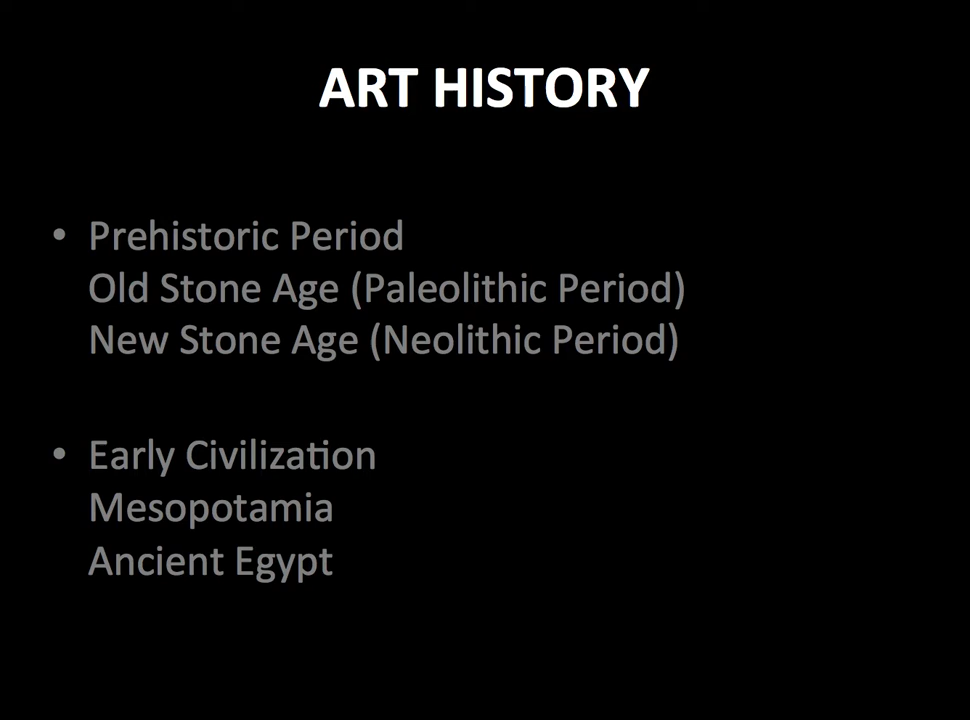 ART HISTORY
• Prehistoric Period
Old Stone Age (Paleolithic Period)
New Stone Age (Neolithic Period)
• Early Civilization
Mesopotamia
Ancient Egypt